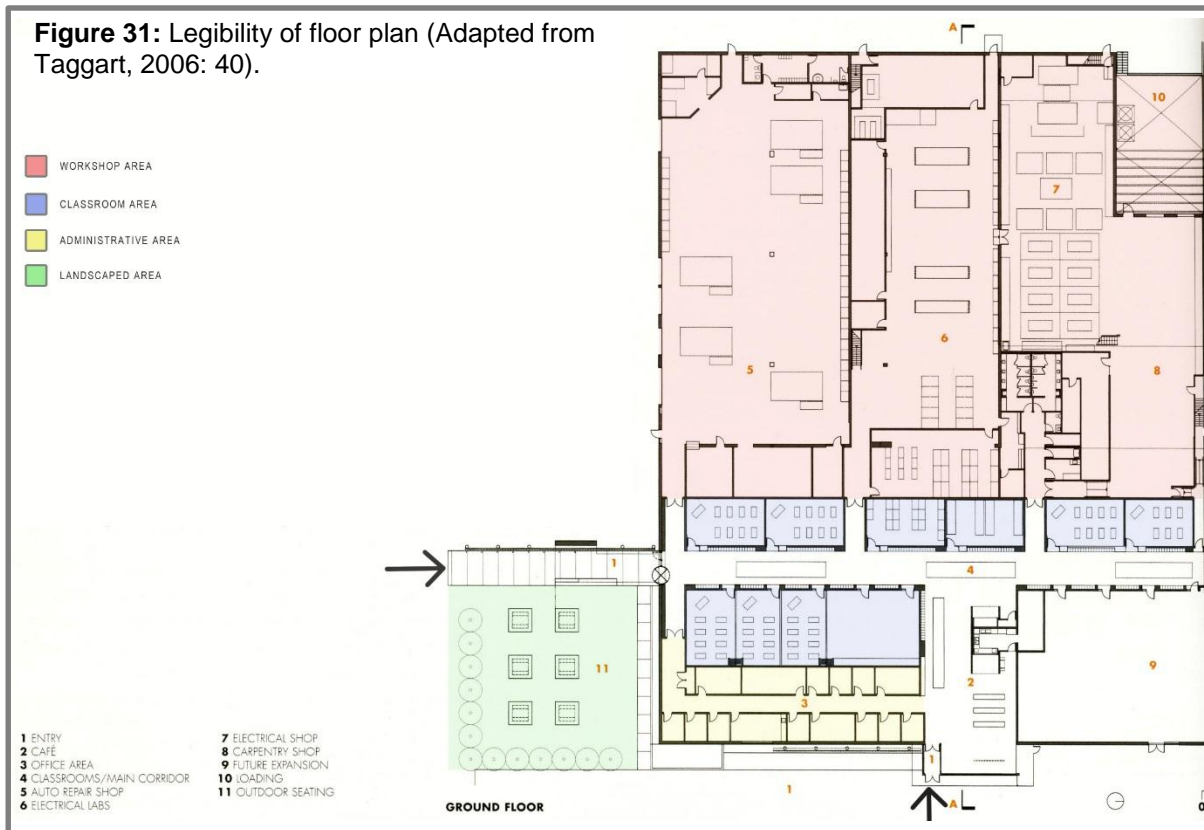 Figure 31: Legibility of floor plan (Adapted from
Taggart, 2006: 40).
WORKSHOP AREA
CLASSROOM AREA
ADMINISTRATIVE AREA
LANDSCAPED AREA
A
10
7
6
5
8
1
4
11
2
9
3
1
1
A
1 ENTRY
2 CAFÉ
3 OFFICE AREA
4 CLASSROOMS/MAIN CORRIDOR
5 AUTO REPAIR SHOP
6 ELECTRICAL LABS
7 ELECTRICAL SHOP
8 CARPENTRY SHOP
9 FUTURE EXPANSION
10 LOADING
11 OUTDOOR SEATING
GROUND FLOOR
0